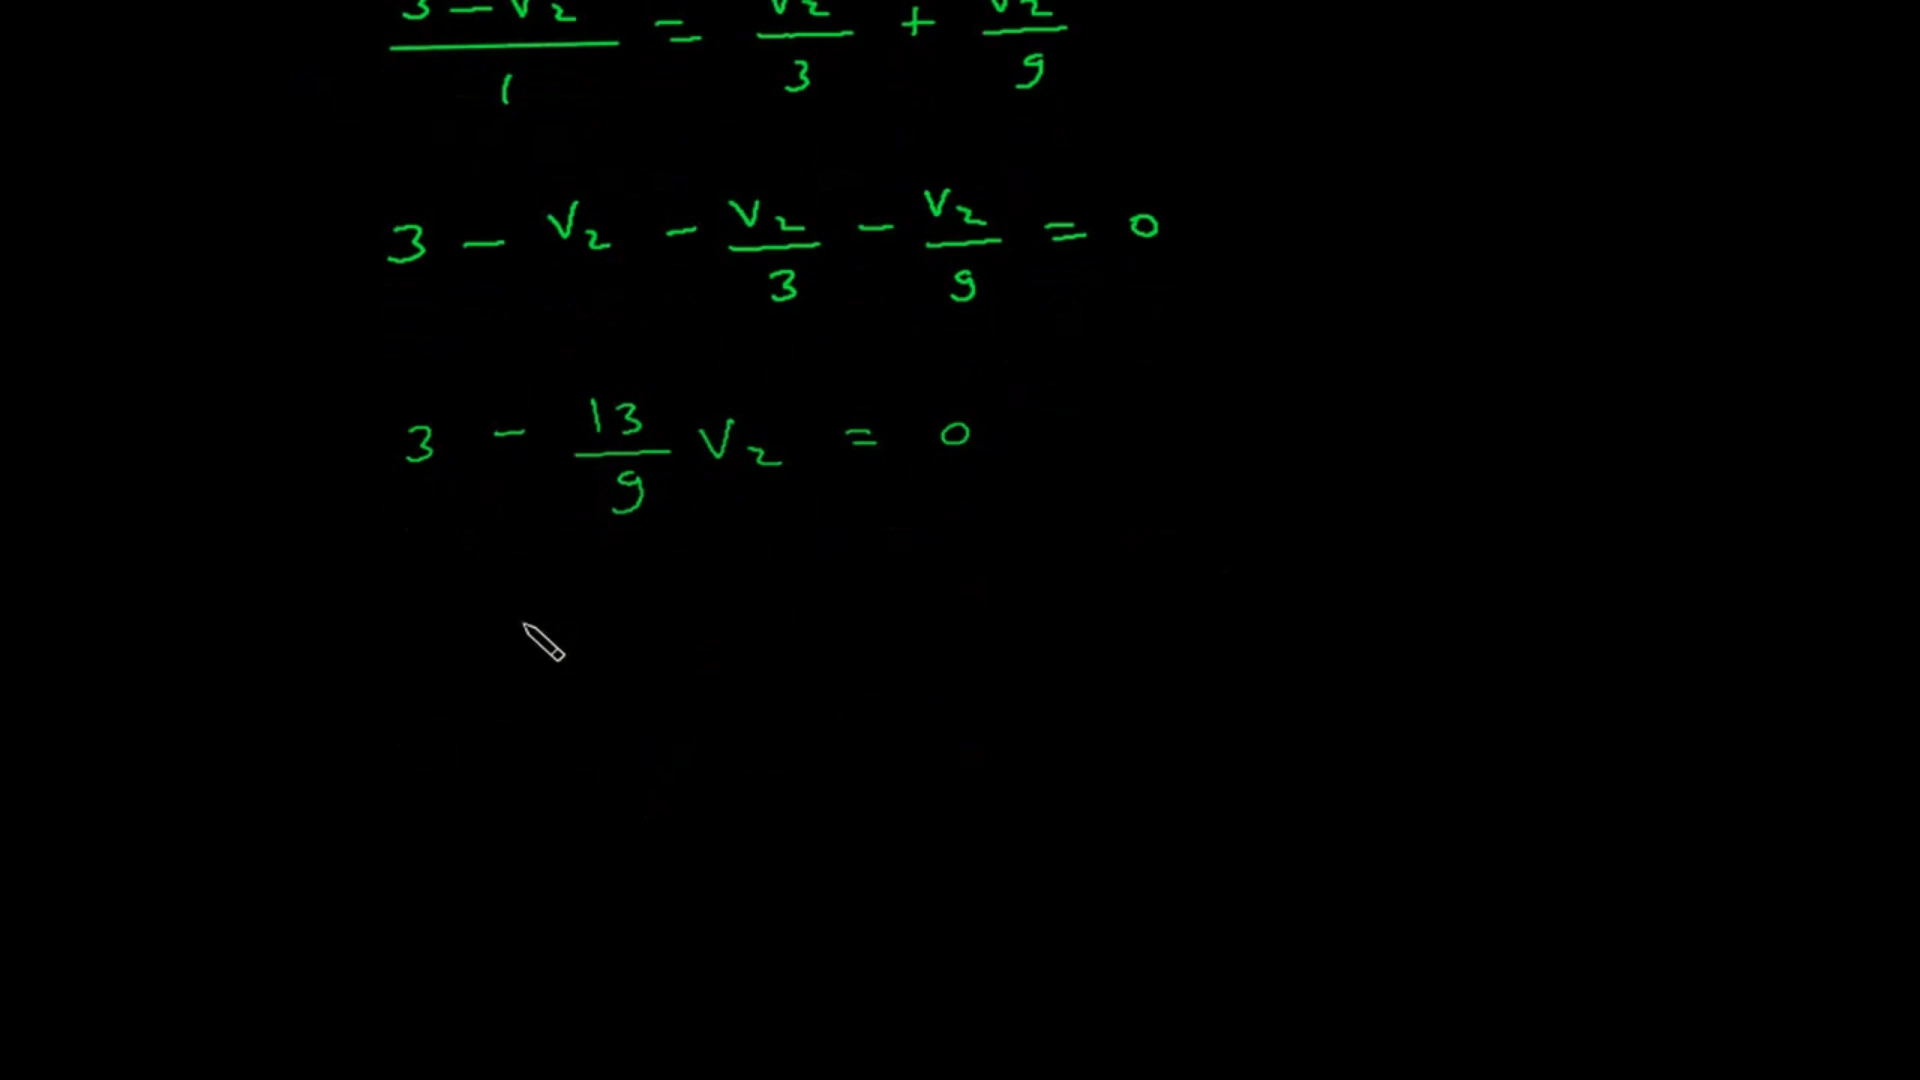 3 - V₂ / 1 = V₂ / 3 + V₂ / 9
3 - V₂ - V₂ / 3 - V₂ / 9 = 0
3 - 13 / 9 V₂ = 0